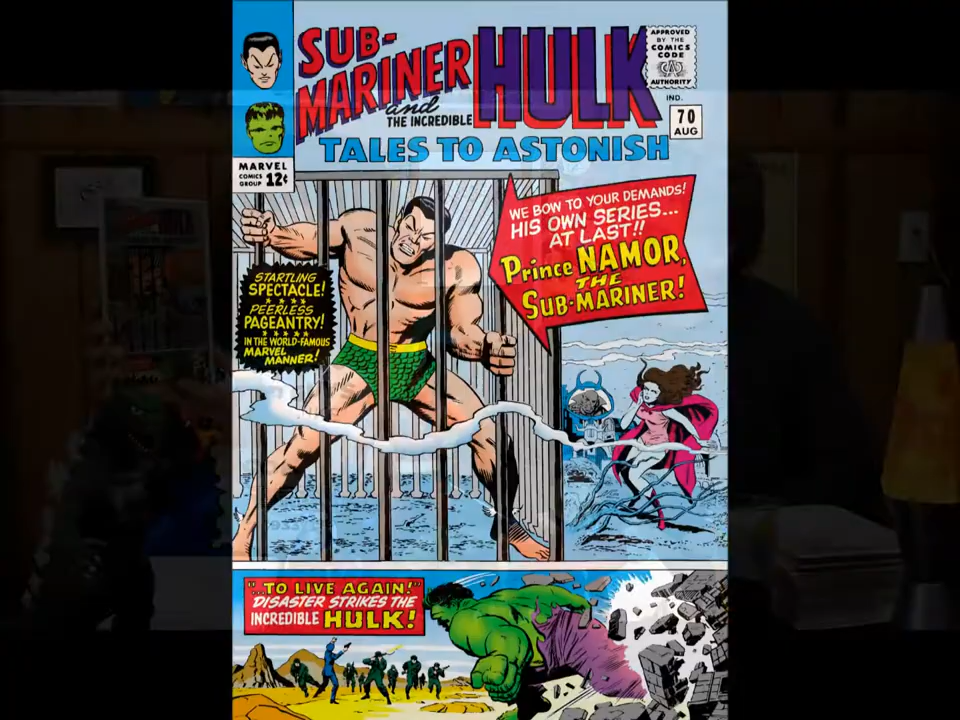 SUB-
MARINER
and
THE INCREDIBLE
HULK
TALES TO ASTONISH
APPROVED
BY THE
COMICS
CODE
CA
AUTHORITY
IND.
70
AUG
MARVEL
COMICS
GROUP 12¢
WE BOW TO YOUR DEMANDS!
HIS OWN SERIES...
AT LAST!!
Prince NAMOR,
THE
SUB-MARINER!
STARTLING
SPECTACLE!
PEERLESS
PAGEANTRY!
IN THE WORLD-FAMOUS
MARVEL
MANNER!
"...TO LIVE AGAIN!"
DISASTER STRIKES THE
INCREDIBLE HULK!